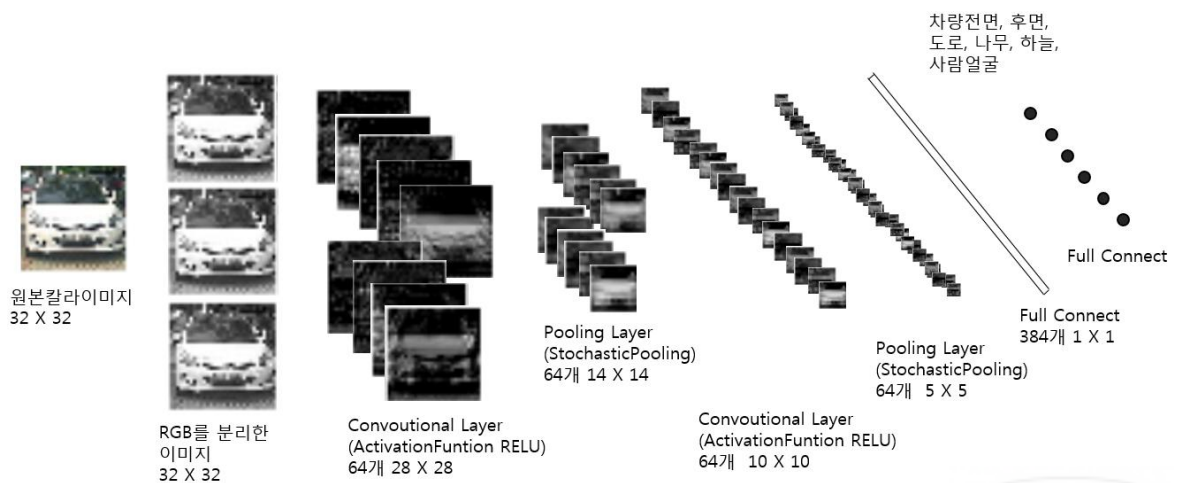 차량전면, 후면,
도로, 나무, 하늘,
사람얼굴
원본칼라이미지
32 X 32
RGB를 분리한
이미지
32 X 32
Convoutional Layer
(ActivationFuntion RELU)
64개 28 X 28
Pooling Layer
(StochasticPooling)
64개 14 X 14
Convoutional Layer
(ActivationFuntion RELU)
64개 10 X 10
Pooling Layer
(StochasticPooling)
64개 5 X 5
Full Connect
384개 1 X 1
Full Connect